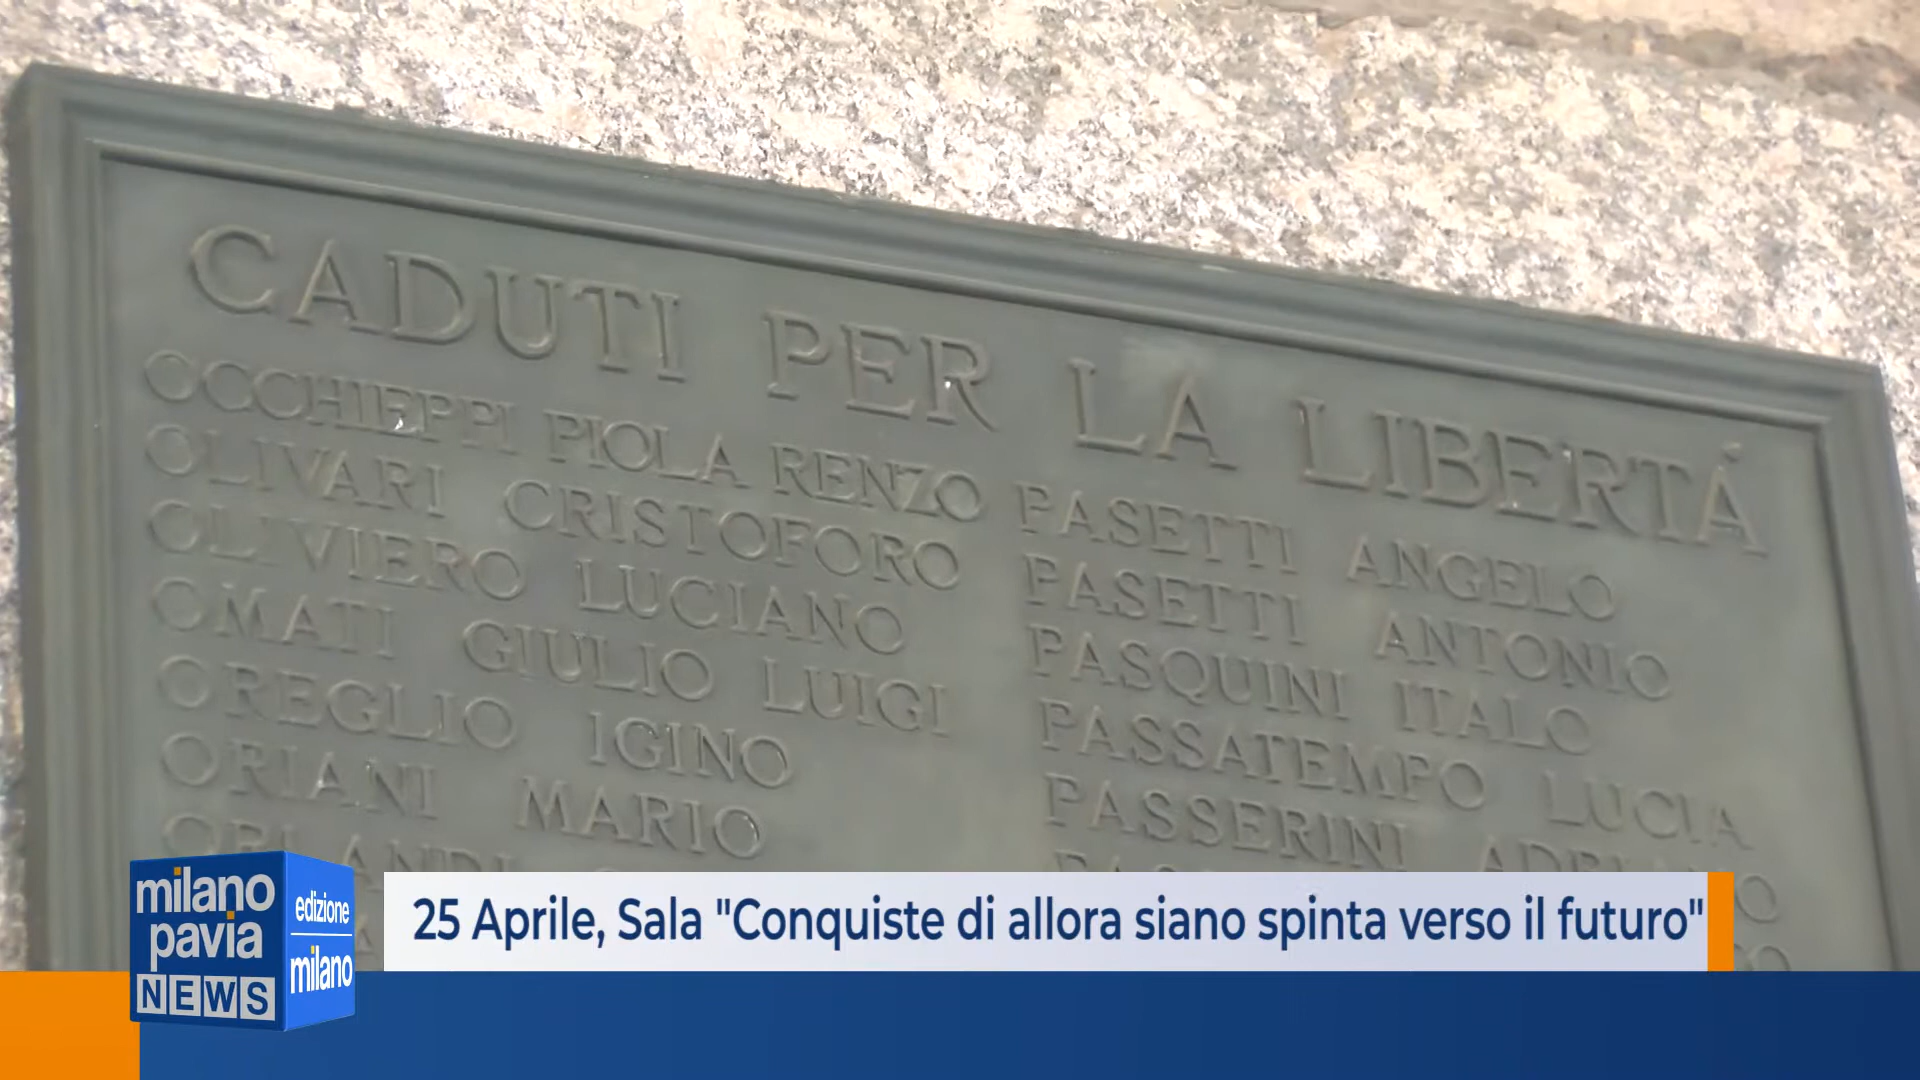 CADUTI PER LA LIBERTÁ
OCCHIEPPI PIOLA RENZO
OLIVARI CRISTOFORO
OLIVIERO LUCIANO
OMATI GIULIO LUIGI
OREGLIO IGINO
ORIANI MARIO
PASETTI ANGELO
PASETTI ANTONIO
PASQUINI ITALO
PASSATEMPO LUCIA
PASSERINI
milano
pavia
NEWS
edizione
milano
25 Aprile, Sala "Conquiste di allora siano spinta verso il futuro"